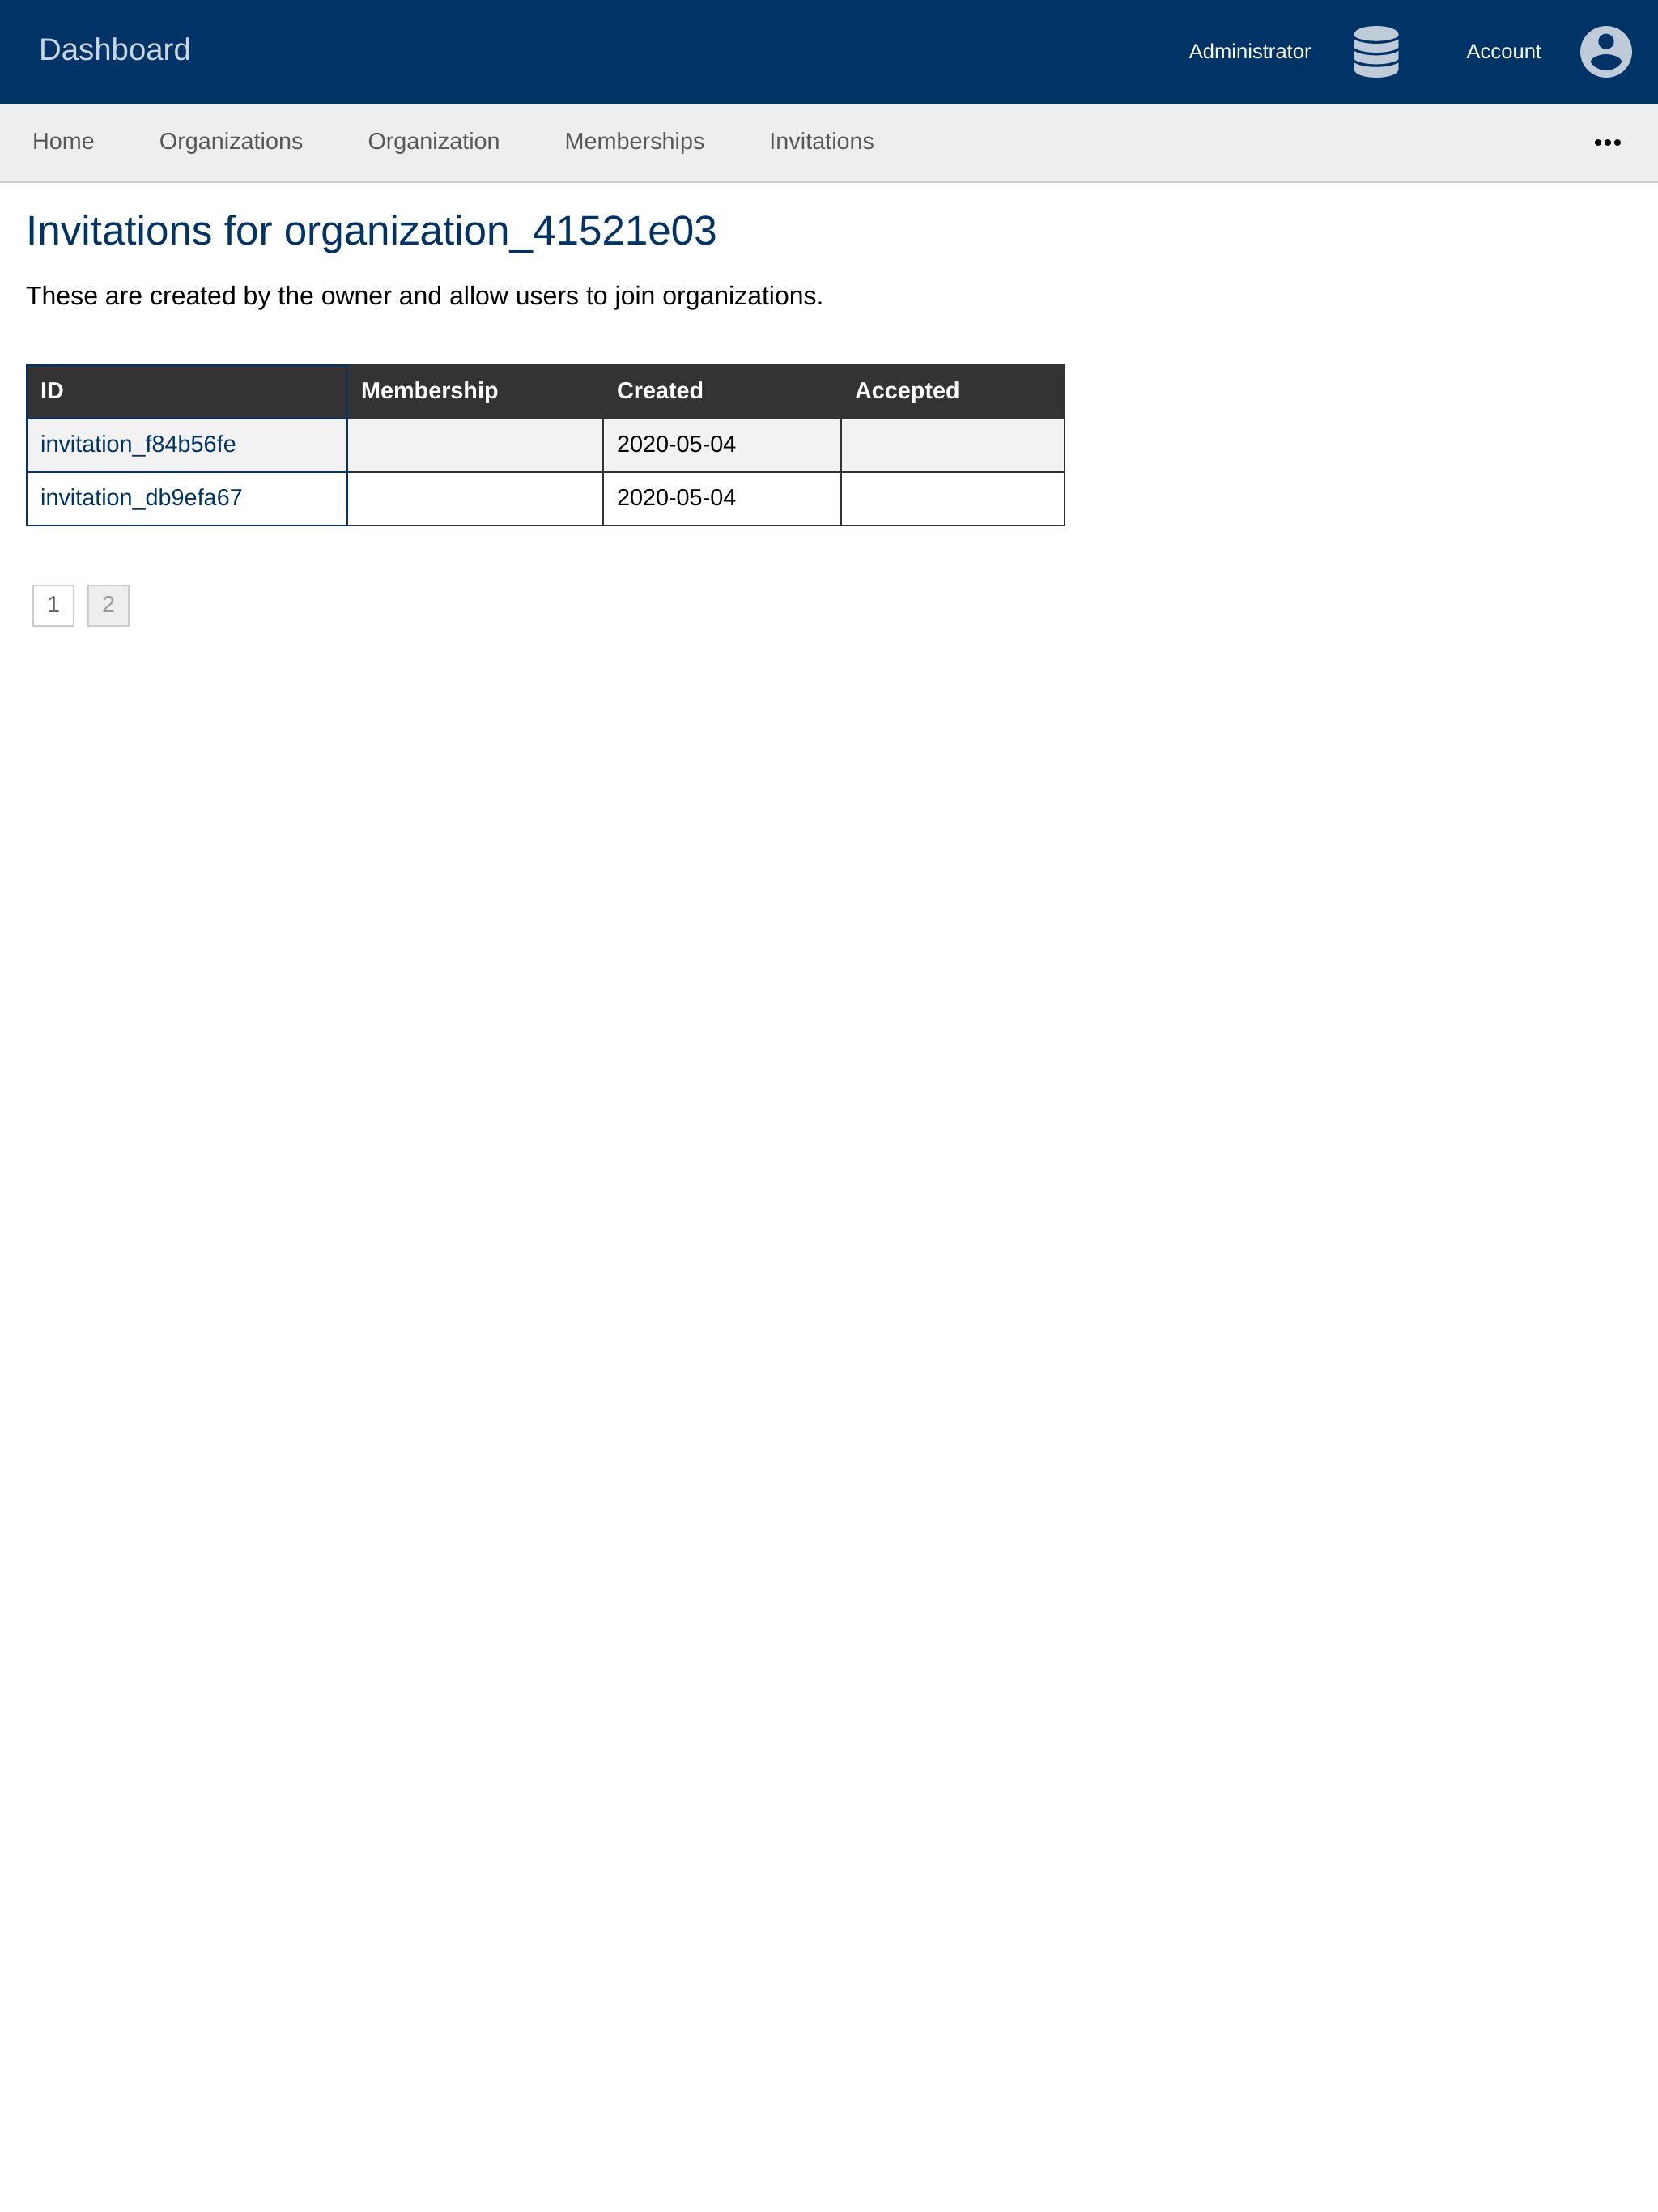 Dashboard Administrator Account
Home Organizations Organization Memberships Invitations •••
Invitations for organization_41521e03
These are created by the owner and allow users to join organizations.
ID Membership Created Accepted
invitation_f84b56fe 2020-05-04
invitation_db9efa67 2020-05-04
1 2